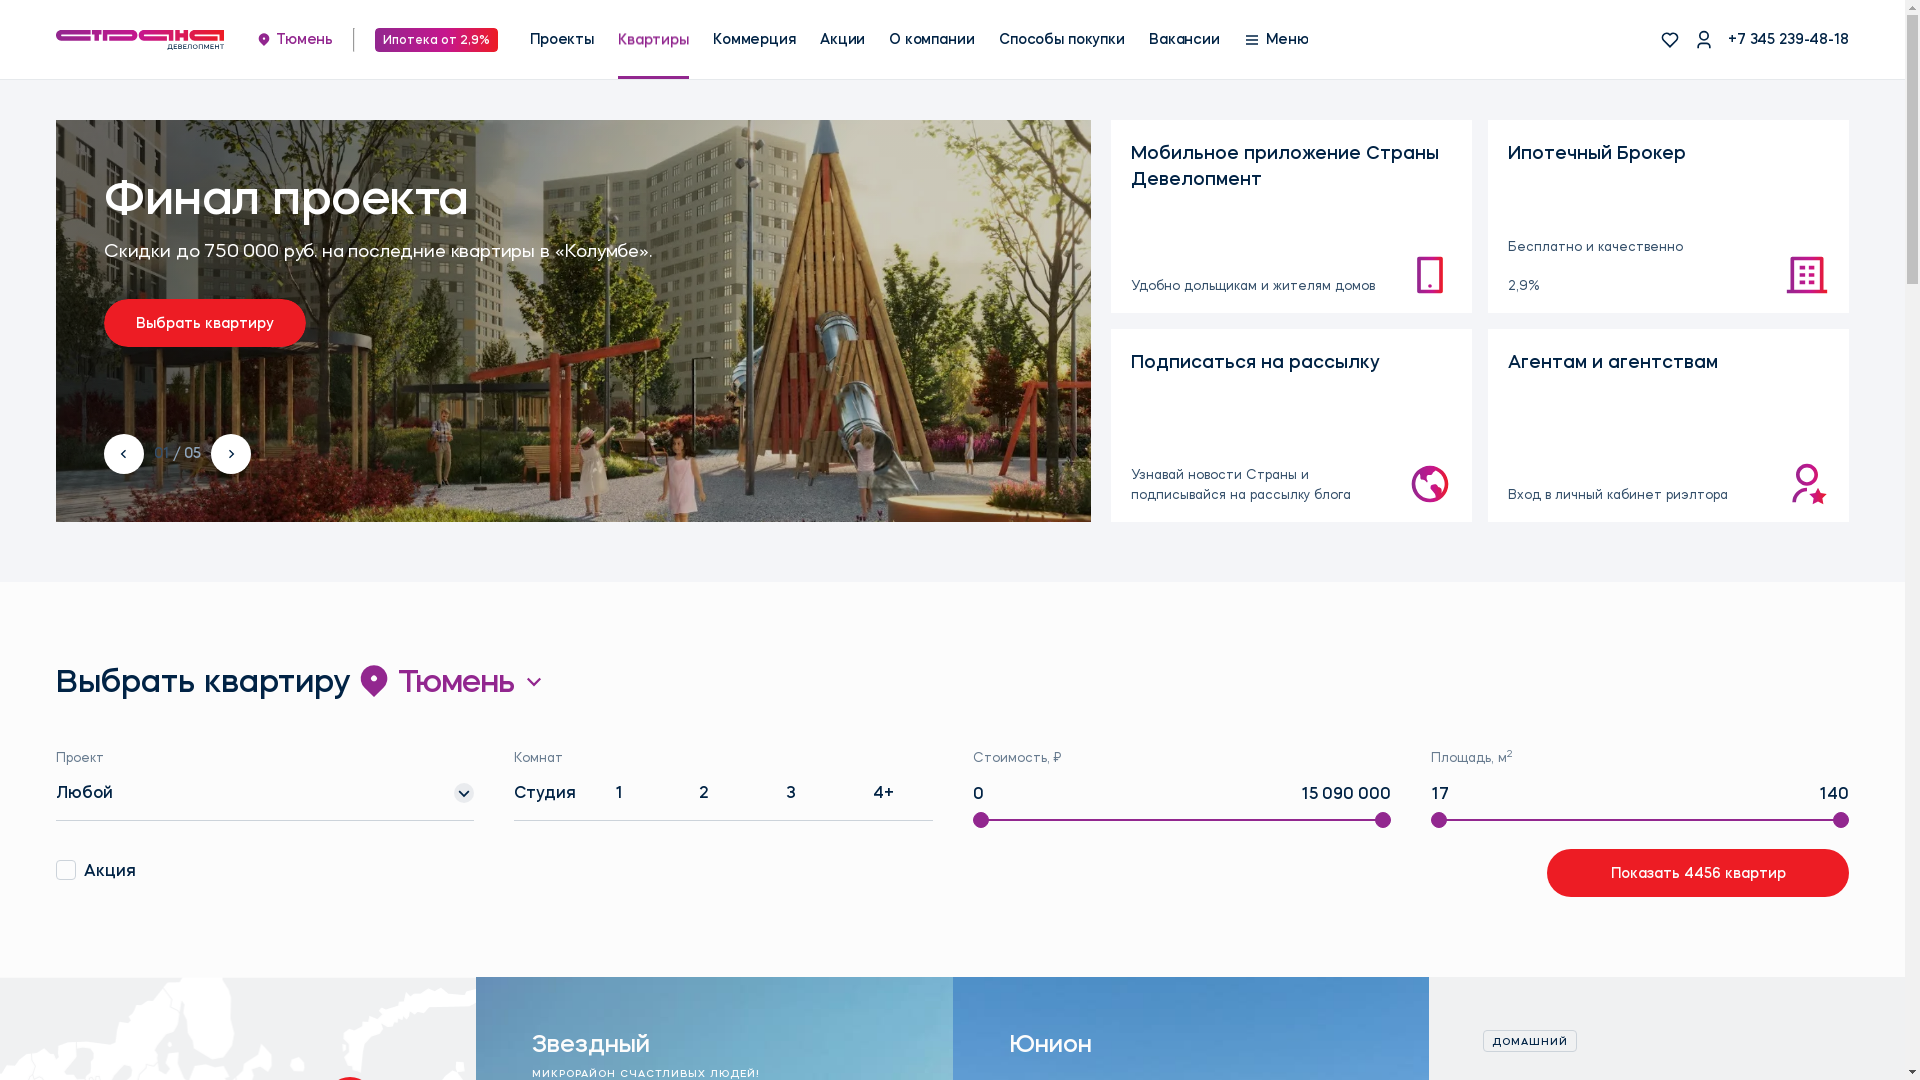 СТРАНА
ДЕВЕЛОПМЕНТ
Тюмень
Ипотека от 2,9%
Проекты
Квартиры
Коммерция
Акции
О компании
Способы покупки
Вакансии
Меню
+7 345 239-48-18
Финал проекта
Скидки до 750 000 руб. на последние квартиры в «Колумбе».
Выбрать квартиру
01 / 05
Мобильное приложение Страны
Девелопмент
Удобно дольщикам и жителям домов
Ипотечный Брокер
Бесплатно и качественно
2,9%
Подписаться на рассылку
Узнавай новости Страны и
подписывайся на рассылку блога
Агентам и агентствам
Вход в личный кабинет риэлтора
Выбрать квартиру Тюмень
Проект
Любой
Комнат
Студия 1 2 3 4+
Стоимость, ₽
0 15 090 000
Площадь, м²
17 140
Акция
Показать 4456 квартир
Звездный
МИКРОРАЙОН СЧАСТЛИВЫХ ЛЮДЕЙ!
Юнион
ДОМАШНИЙ